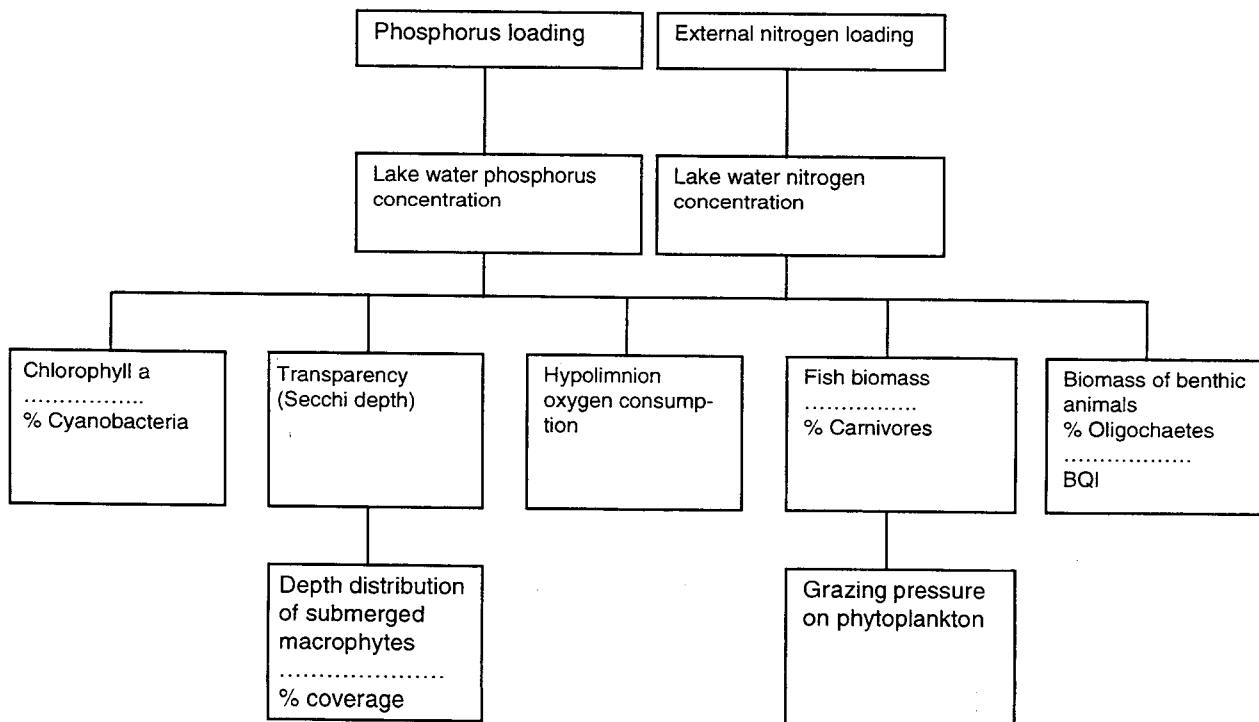 Phosphorus loading
External nitrogen loading
Lake water phosphorus
concentration
Lake water nitrogen
concentration
Chlorophyll a
.................
% Cyanobacteria
Transparency
(Secchi depth)
Hypolimnion
oxygen consump-
tion
Fish biomass
................
% Carnivores
Biomass of benthic
animals
% Oligochaetes
..................
BQI
Depth distribution
of submerged
macrophytes
......................
% coverage
Grazing pressure
on phytoplankton